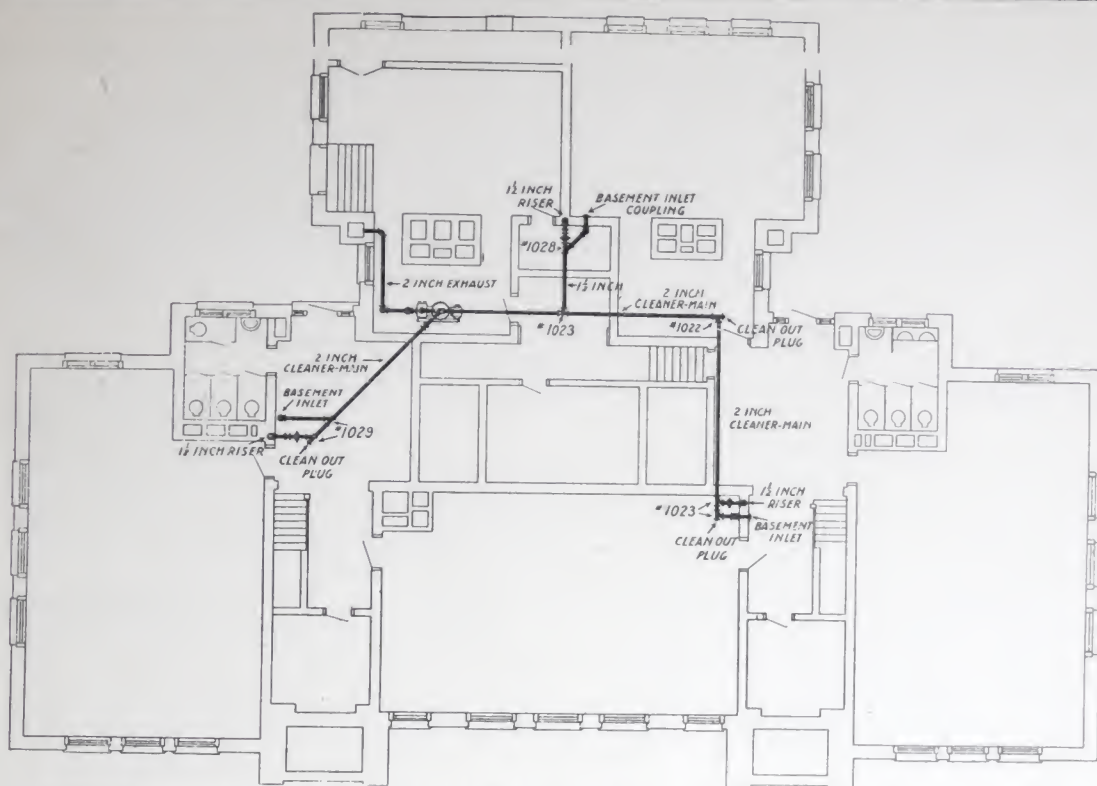 1½ INCH
RISER
BASEMENT INLET
COUPLING
#1028
2 INCH EXHAUST
1½ INCH
2 INCH
CLEANER-MAIN
#1023
#1022
CLEAN OUT
PLUG
2 INCH
CLEANER-MAIN
BASEMENT
INLET
#1029
1½ INCH RISER
CLEAN OUT
PLUG
2 INCH
CLEANER-MAIN
1½ INCH
RISER
#1023
BASEMENT
INLET
CLEAN OUT
PLUG